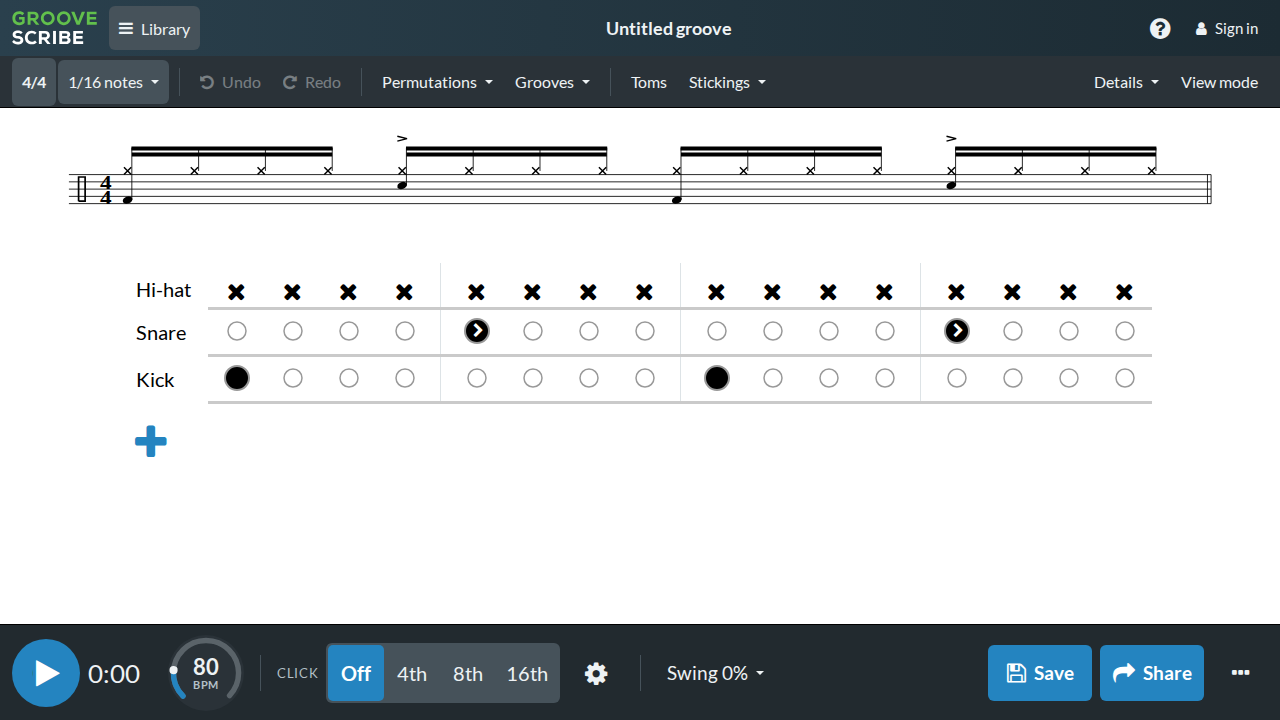 GROOVE
SCRIBE
Library
Untitled groove
Sign in
4/4
1/16 notes
Undo
Redo
Permutations
Grooves
Toms
Stickings
Details
View mode
4
4
Hi-hat
Snare
Kick
0:00
80
BPM
CLICK
Off
4th
8th
16th
Swing 0%
Save
Share